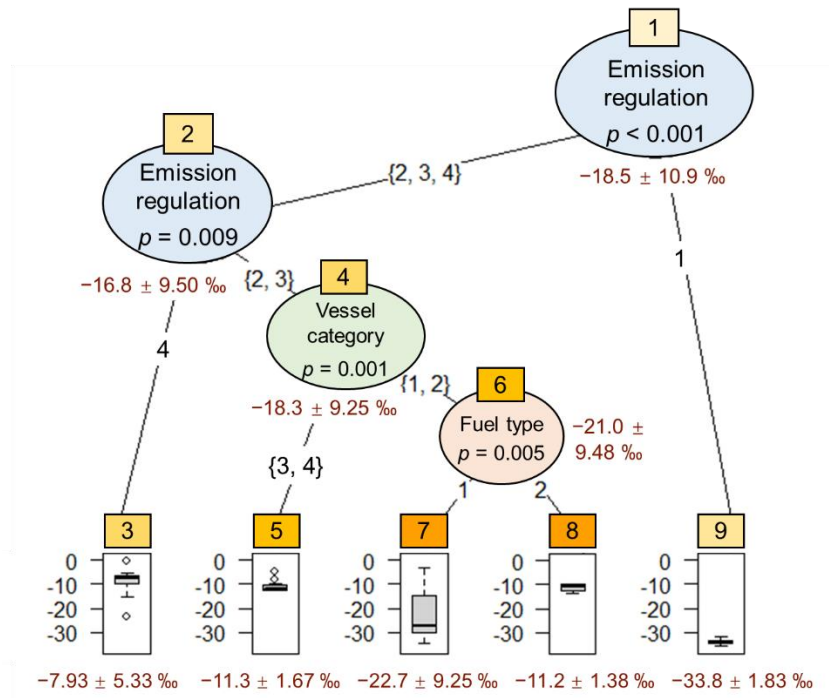 1
Emission
regulation
p < 0.001
−18.5 ± 10.9 ‰
{2, 3, 4}
1
2
Emission
regulation
p = 0.009
−16.8 ± 9.50 ‰
{2, 3}
4
4
Vessel
category
p = 0.001
−18.3 ± 9.25 ‰
{1, 2}
{3, 4}
6
Fuel type
p = 0.005
−21.0 ±
9.48 ‰
1
2
3
0
-10
-20
-30
−7.93 ± 5.33 ‰
5
0
-10
-20
-30
−11.3 ± 1.67 ‰
7
0
-10
-20
-30
−22.7 ± 9.25 ‰
8
0
-10
-20
-30
−11.2 ± 1.38 ‰
9
0
-10
-20
-30
−33.8 ± 1.83 ‰